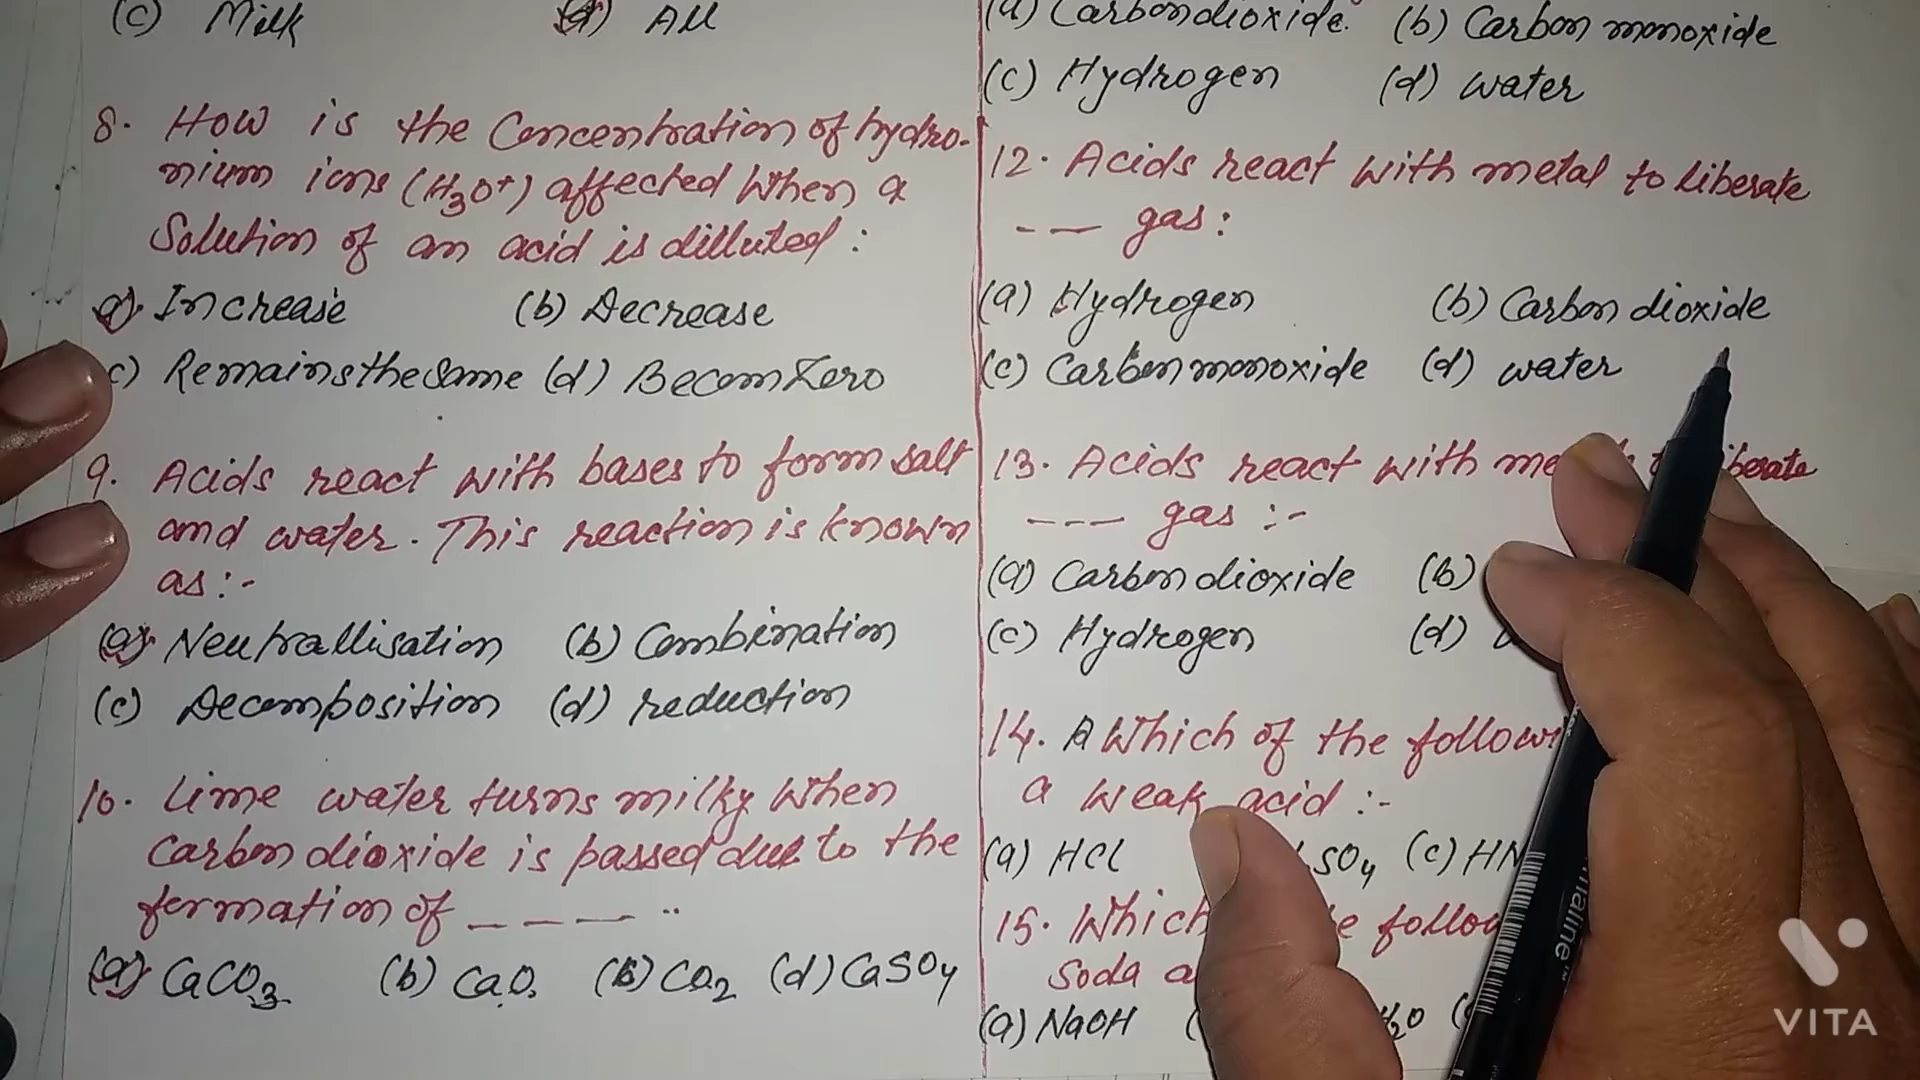 (c) Milk (d) All
8. How is the Concentration of hydro-
nium ions (H3O+) affected When a
Solution of an acid is dilluted :
a) Increase (b) Decrease
c) Remains the same (d) Becom Zero
9. Acids react with bases to form salt
and water. This reaction is known
as :-
(a) Neutrallisation (b) Combination
(c) Decomposition (d) reduction
10. Lime water turns milky When
Carbon dioxide is passed due to the
formation of ----
(a) CaCO3 (b) CaO (c) CO2 (d) CaSO4
(a) Carbondioxide. (b) Carbon monoxide
(c) Hydrogen (d) water
12. Acids react with metal to liberate
-- gas :
(a) Hydrogen (b) Carbon dioxide
(c) Carbon monoxide (d) water
13. Acids react with liberate
--- gas :-
(a) Carbon dioxide (b)
(c) Hydrogen (d)
14. Which of the
a weak acid :-
(a) HCl SO4 (c)
15. Which
Soda
(a) NaOH
maline
VITA